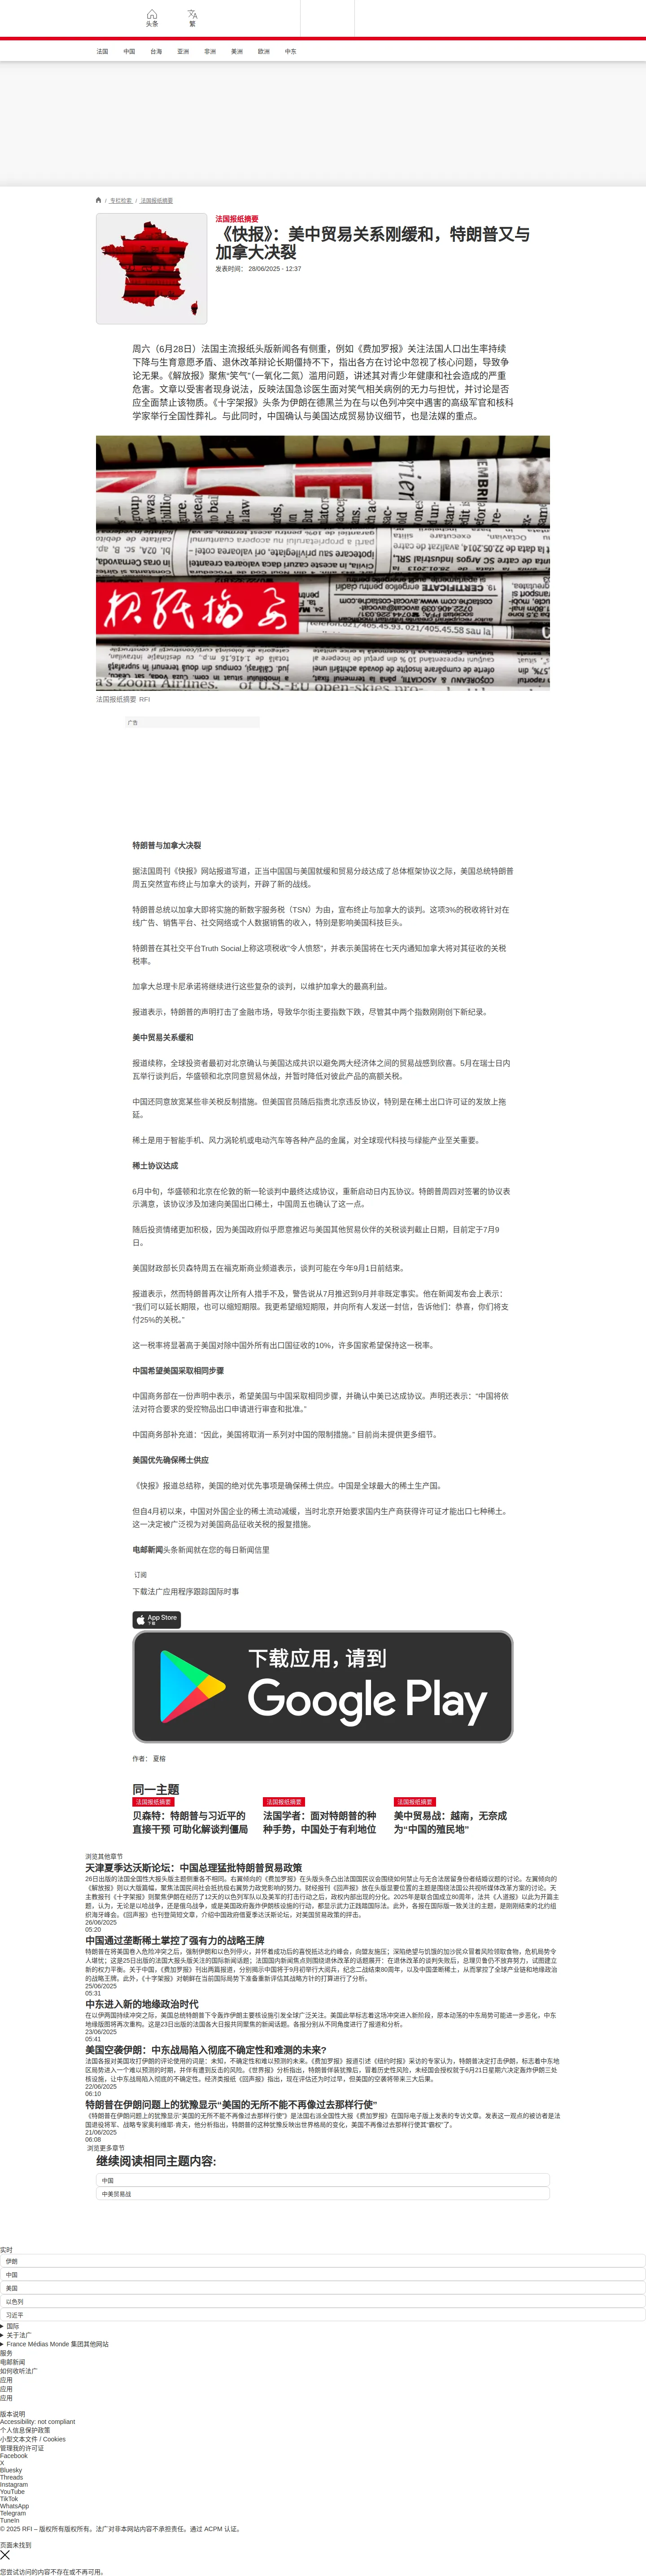 头条
繁
法国
中国
台海
亚洲
非洲
美洲
欧洲
中东
/ 专栏检索 / 法国报纸摘要
法国报纸摘要
《快报》：美中贸易关系刚缓和，特朗普又与
加拿大决裂
发表时间： 28/06/2025 - 12:37
周六（6月28日）法国主流报纸头版新闻各有侧重，例如《费加罗报》关注法国人口出生率持续
下降与生育意愿矛盾、退休改革辩论长期僵持不下，指出各方在讨论中忽视了核心问题，导致争
论无果。《解放报》聚焦“笑气”（一氧化二氮）滥用问题，讲述其对青少年健康和社会造成的严重
危害。文章以受害者现身说法，反映法国急诊医生面对笑气相关病例的无力与担忧，并讨论是否
应全面禁止该物质。《十字架报》头条为伊朗在德黑兰为在与以色列冲突中遇害的高级军官和核科
学家举行全国性葬礼。与此同时，中国确认与美国达成贸易协议细节，也是法媒的重点。
报纸摘要
法国报纸摘要 RFI
广告
特朗普与加拿大决裂
据法国周刊《快报》网站报道写道，正当中国国与美国就缓和贸易分歧达成了总体框架协议之际，美国总统特朗普
周五突然宣布终止与加拿大的谈判，开辟了新的战线。
特朗普总统以加拿大即将实施的新数字服务税（TSN）为由，宣布终止与加拿大的谈判。这项3%的税收将针对在
线广告、销售平台、社交网络或个人数据销售的收入，特别是影响美国科技巨头。
特朗普在其社交平台Truth Social上称这项税收“令人愤怒”，并表示美国将在七天内通知加拿大将对其征收的关税
税率。
加拿大总理卡尼承诺将继续进行这些复杂的谈判，以维护加拿大的最高利益。
报道表示，特朗普的声明打击了金融市场，导致华尔街主要指数下跌，尽管其中两个指数刚刚创下新纪录。
美中贸易关系缓和
报道续称，全球投资者最初对北京确认与美国达成共识以避免两大经济体之间的贸易战感到欣喜。5月在瑞士日内
瓦举行谈判后，华盛顿和北京同意贸易休战，并暂时降低对彼此产品的高额关税。
中国还同意放宽某些非关税反制措施。但美国官员随后指责北京违反协议，特别是在稀土出口许可证的发放上拖
延。
稀土是用于智能手机、风力涡轮机或电动汽车等各种产品的金属，对全球现代科技与绿能产业至关重要。
稀土协议达成
6月中旬，华盛顿和北京在伦敦的新一轮谈判中最终达成协议，重新启动日内瓦协议。特朗普周四对签署的协议表
示满意，该协议涉及加速向美国出口稀土，中国周五也确认了这一点。
随后投资情绪更加积极，因为美国政府似乎愿意推迟与美国其他贸易伙伴的关税谈判截止日期，目前定于7月9
日。
美国财政部长贝森特周五在福克斯商业频道表示，谈判可能在今年9月1日前结束。
报道表示，然而特朗普再次让所有人措手不及，警告说从7月推迟到9月并非既定事实。他在新闻发布会上表示：
“我们可以延长期限，也可以缩短期限。我更希望缩短期限，并向所有人发送一封信，告诉他们：恭喜，你们将支
付25%的关税。”
这一税率将显著高于美国对除中国外所有出口国征收的10%，许多国家希望保持这一税率。
中国希望美国采取相同步骤
中国商务部在一份声明中表示，希望美国与中国采取相同步骤，并确认中美已达成协议。声明还表示：“中国将依
法对符合要求的受控物品出口申请进行审查和批准。”
中国商务部补充道：“因此，美国将取消一系列对中国的限制措施。” 目前尚未提供更多细节。
美国优先确保稀土供应
《快报》报道总结称，美国的绝对优先事项是确保稀土供应。中国是全球最大的稀土生产国。
但自4月初以来，中国对外国企业的稀土流动减缓，当时北京开始要求国内生产商获得许可证才能出口七种稀土。
这一决定被广泛视为对美国商品征收关税的报复措施。
电邮新闻头条新闻就在您的每日新闻信里
订阅
下载法广应用程序跟踪国际时事
App Store
下载
下载应用，请到
Google Play
作者： 夏榕
同一主题
法国报纸摘要
贝森特：特朗普与习近平的
直接干预 可助化解谈判僵局
法国报纸摘要
法国学者：面对特朗普的种
种手势，中国处于有利地位
法国报纸摘要
美中贸易战：越南，无奈成
为“中国的殖民地”
浏览其他章节
天津夏季达沃斯论坛：中国总理猛批特朗普贸易政策
26日出版的法国全国性大报头版主题侧重各不相同。右翼倾向的《费加罗报》在头版头条凸出法国国民议会围绕如何禁止与无合法居留身份者结婚议题的讨论。左翼倾向的
《解放报》则以大版篇幅，聚焦法国民间社会抵抗极右翼势力政党影响的努力。财经报刊《回声报》放在头版显要位置的主题是围绕法国公共视听媒体改革方案的讨论。天
主教报刊《十字架报》则聚焦伊朗在经历了12天的以色列军队以及美军的打击行动之后，政权内部出现的分化。2025年是联合国成立80周年，法共《人道报》以此为开篇主
题，认为，无论是以哈战争，还是俄乌战争，或是美国政府轰炸伊朗核设施的行动，都显示武力正践踏国际法。此外，各报在国际版一致关注的主题，是刚刚结束的北约组
织海牙峰会。《回声报》也刊登简短文章，介绍中国政府借夏季达沃斯论坛，对美国贸易政策的抨击。
26/06/2025
05:20
中国通过垄断稀土掌控了强有力的战略王牌
特朗普在将美国卷入危险冲突之后，强制伊朗和以色列停火，并怀着成功后的喜悦抵达北约峰会，向盟友施压；深陷绝望与饥饿的加沙民众冒着风险领取食物，危机局势令
人堪忧；这是25日出版的法国大报头版关注的国际新闻话题；法国国内新闻焦点则围绕退休改革的话题展开：在退休改革的谈判失败后，总理贝鲁仍不放弃努力，试图建立
新的权力平衡。关于中国，《费加罗报》刊出两篇报道，分别揭示中国将于9月初举行大阅兵，纪念二战结束80周年，以及中国垄断稀土，从而掌控了全球产业链和地缘政治
的战略王牌。此外，《十字架报》对朝鲜在当前国际局势下准备重新评估其战略方针的打算进行了分析。
25/06/2025
05:31
中东进入新的地缘政治时代
在以伊两国持续冲突之际，美国总统特朗普下令轰炸伊朗主要核设施引发全球广泛关注。美国此举标志着这场冲突进入新阶段，原本动荡的中东局势可能进一步恶化，中东
地缘版图将再次重构。这是23日出版的法国各大日报共同聚焦的新闻话题。各报分别从不同角度进行了报道和分析。
23/06/2025
05:41
美国空袭伊朗：中东战局陷入彻底不确定性和难测的未来?
法国各报对美国攻打伊朗的评论使用的词是：未知，不确定性和难以预测的未来。《费加罗报》报道引述《纽约时报》采访的专家认为，特朗普决定打击伊朗，标志着中东地
区局势进入一个难以预测的时期，并伴有遭到反击的风险。《世界报》分析指出，特朗普佯装犹豫后，冒着历史性风险，未经国会授权就于6月21日星期六决定轰炸伊朗三处
核设施，让中东战局陷入彻底的不确定性。经济类报纸《回声报》指出，现在评估还为时过早，但美国的空袭将带来三大后果。
22/06/2025
06:10
特朗普在伊朗问题上的犹豫显示“美国的无所不能不再像过去那样行使”
《特朗普在伊朗问题上的犹豫显示“美国的无所不能不再像过去那样行使”》是法国右派全国性大报《费加罗报》在国际电子版上发表的专访文章。发表这一观点的被访者是法
国退役将军、战略专家奥利维耶·肯夫，他分析指出，特朗普的这种犹豫反映出世界格局的变化，美国不再像过去那样行使其“霸权”了。
21/06/2025
06:08
浏览更多章节
继续阅读相同主题内容:
中国
中美贸易战
实时
伊朗
中国
美国
以色列
习近平
国际
关于法广
France Médias Monde 集团其他网站
服务
电邮新闻
如何收听法广
应用
应用
应用
版本说明
Accessibility: not compliant
个人信息保护政策
小型文本文件 / Cookies
管理我的许可证
Facebook
X
Bluesky
Threads
Instagram
YouTube
TikTok
WhatsApp
Telegram
TuneIn
© 2025 RFI – 版权所有版权所有。法广对非本网站内容不承担责任。通过 ACPM 认证。
页面未找到
您尝试访问的内容不存在或不再可用。